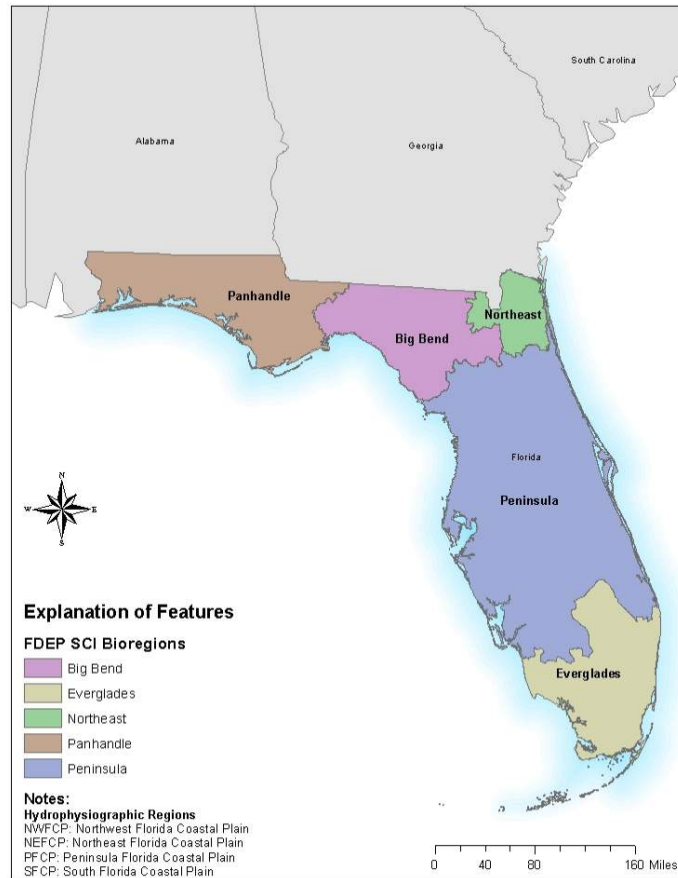 South Carolina
Alabama
Georgia
Panhandle
Northeast
Big Bend
Florida
Peninsula
N
W E
S
Everglades
Explanation of Features
FDEP SCI Bioregions
Big Bend
Everglades
Northeast
Panhandle
Peninsula
Notes:
Hydrophysiographic Regions
NWFCP: Northwest Florida Coastal Plain
NEFCP: Northeast Florida Coastal Plain
PFCP: Peninsula Florida Coastal Plain
SFCP: South Florida Coastal Plain
0 40 80 160 Miles